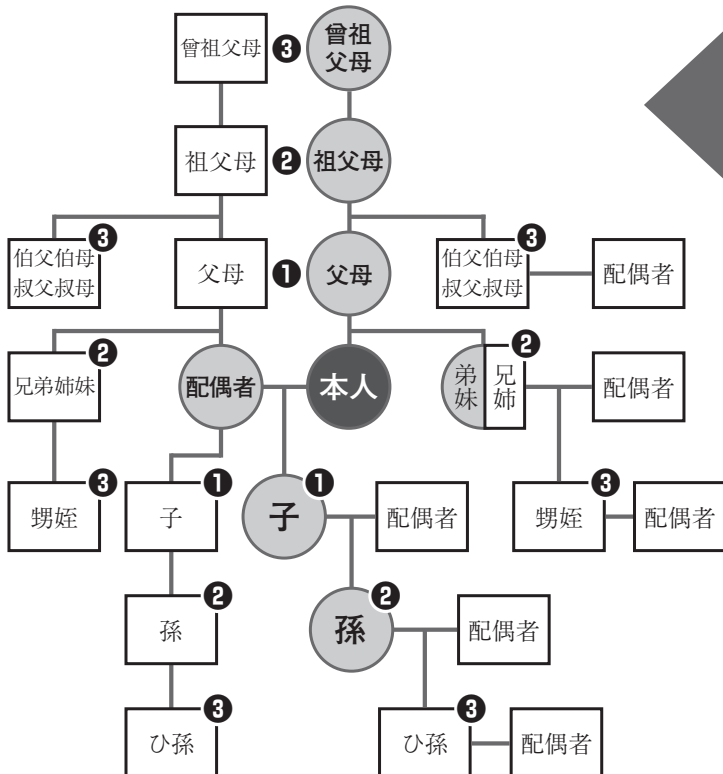 曾祖父母
❸
曾祖
父母
祖父母
❷
祖父母
伯父伯母
叔父叔母
❸
父母
❶
父母
伯父伯母
叔父叔母
❸
配偶者
兄弟姉妹
❷
配偶者
本人
弟妹
兄姉
❷
配偶者
甥姪
❸
子
❶
子
❶
配偶者
甥姪
❸
配偶者
孫
❷
孫
❷
配偶者
ひ孫
❸
ひ孫
❸
配偶者